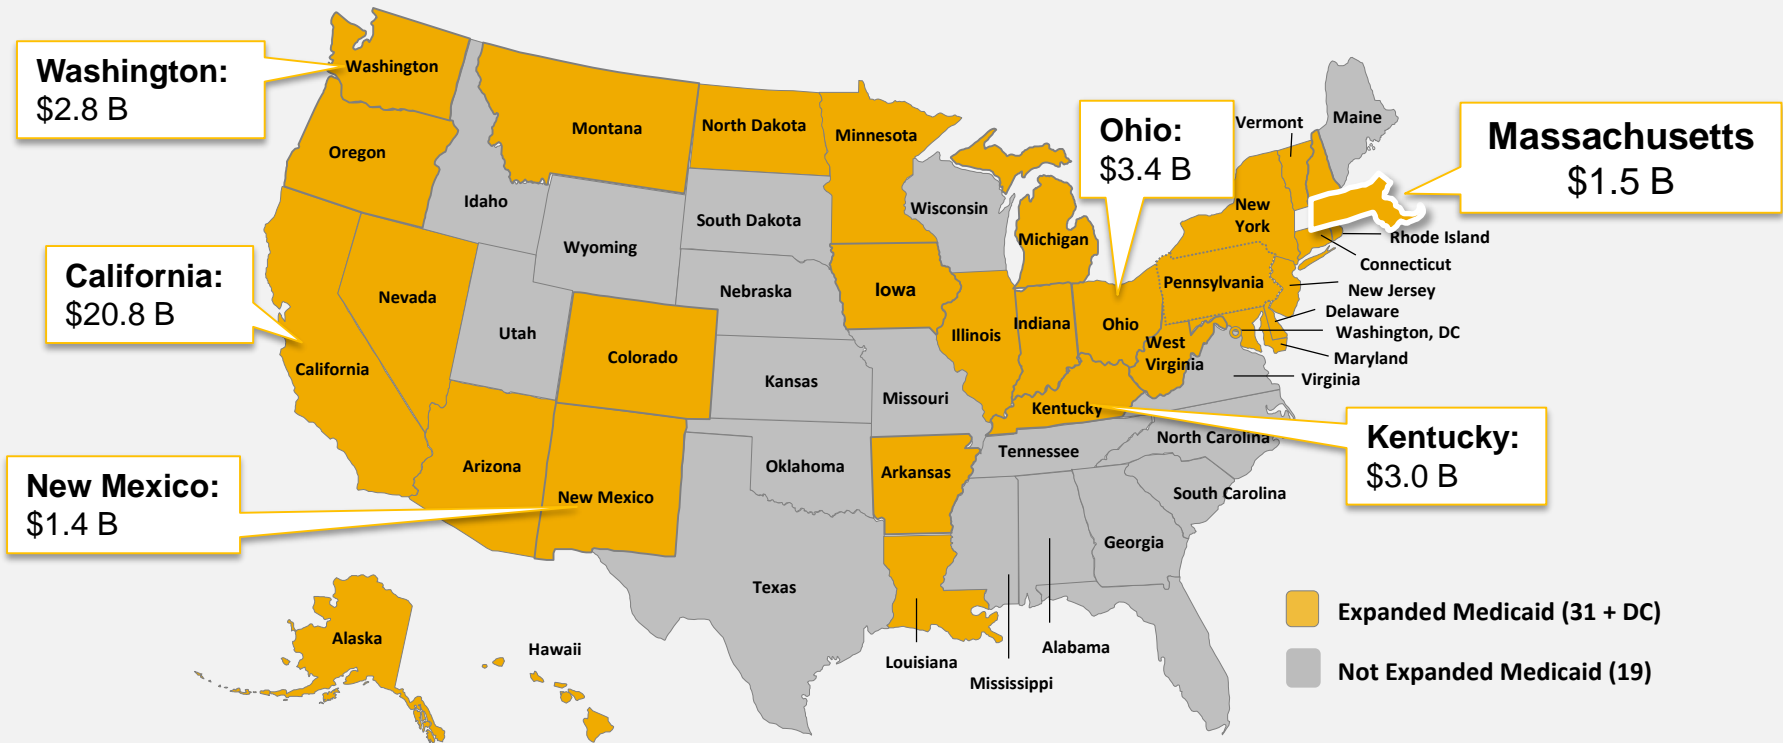 Washington:
$2.8 B
California:
$20.8 B
New Mexico:
$1.4 B
Ohio:
$3.4 B
Massachusetts
$1.5 B
Kentucky:
$3.0 B
Washington
Oregon
California
Nevada
Idaho
Montana
Wyoming
Utah
Colorado
Arizona
New Mexico
North Dakota
South Dakota
Nebraska
Kansas
Oklahoma
Texas
Minnesota
Iowa
Missouri
Arkansas
Louisiana
Wisconsin
Illinois
Michigan
Indiana
Ohio
Kentucky
Tennessee
Mississippi
Alabama
Georgia
South Carolina
North Carolina
Virginia
West
Virginia
Maryland
Washington, DC
Delaware
New Jersey
Pennsylvania
New
York
Connecticut
Rhode Island
Vermont
Maine
Alaska
Hawaii
Expanded Medicaid (31 + DC)
Not Expanded Medicaid (19)